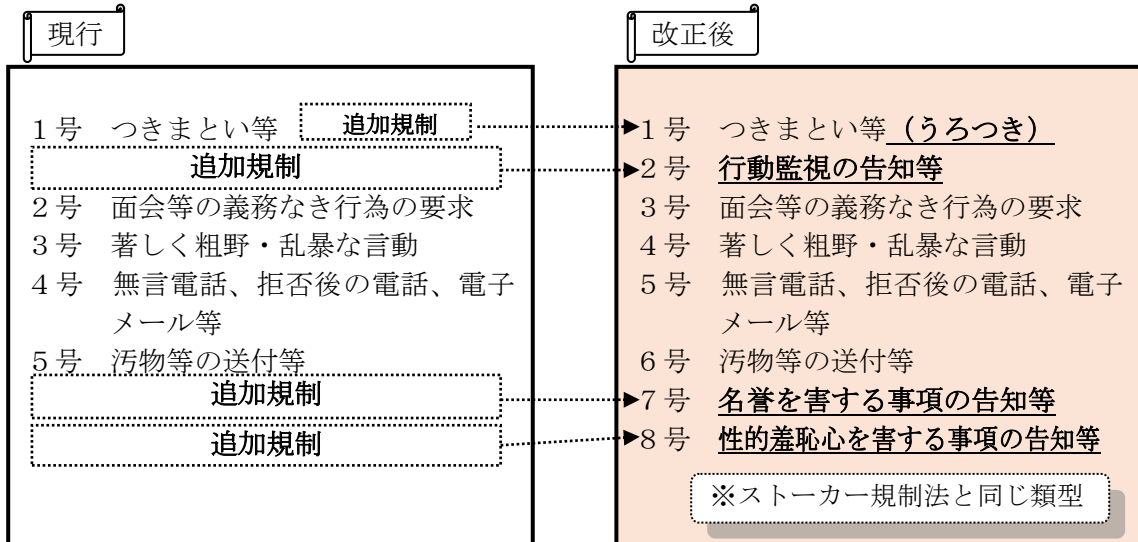 現行
1号 つきまとい等 追加規制
追加規制
2号 面会等の義務なき行為の要求
3号 著しく粗野・乱暴な言動
4号 無言電話、拒否後の電話、電子
メール等
5号 汚物等の送付等
追加規制
追加規制
改正後
1号 つきまとい等（うろつき）
2号 行動監視の告知等
3号 面会等の義務なき行為の要求
4号 著しく粗野・乱暴な言動
5号 無言電話、拒否後の電話、電子
メール等
6号 汚物等の送付等
7号 名誉を害する事項の告知等
8号 性的羞恥心を害する事項の告知等
※ストーカー規制法と同じ類型